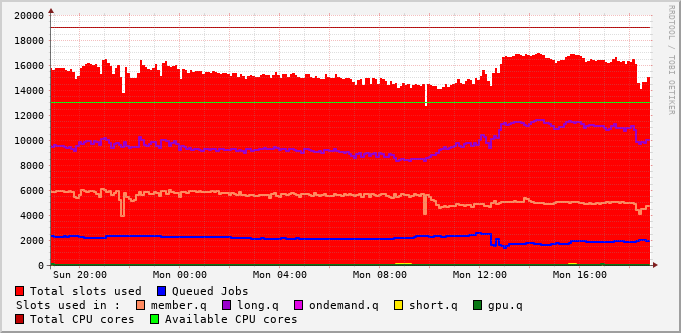 20000
18000
16000
14000
12000
10000
8000
6000
4000
2000
0
Sun 20:00 Mon 00:00 Mon 04:00 Mon 08:00 Mon 12:00 Mon 16:00
RRDTOOL / TOBI OETIKER
Total slots used Queued Jobs
Slots used in : member.q long.q ondemand.q short.q gpu.q
Total CPU cores Available CPU cores